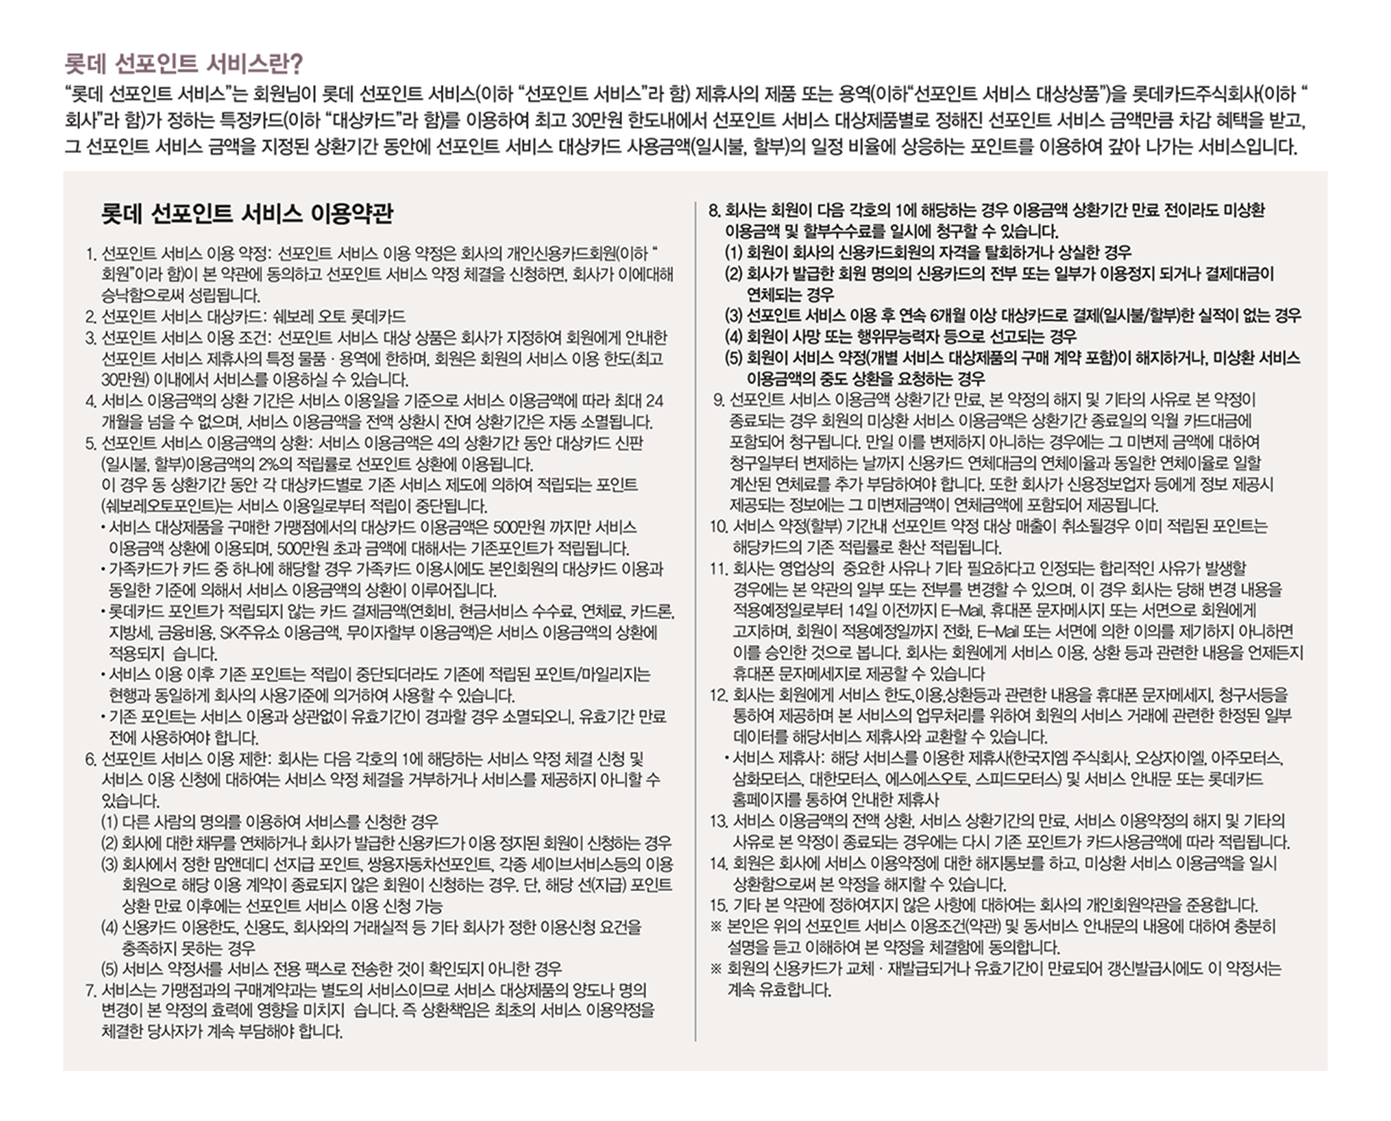 롯데 선포인트 서비스란?
“롯데 선포인트 서비스”는 회원님이 롯데 선포인트 서비스(이하 “선포인트 서비스”라 함) 제휴사의 제품 또는 용역(이하“선포인트 서비스 대상상품”)을 롯데카드주식회사(이하 “
회사”라 함)가 정하는 특정카드(이하 “대상카드”라 함)를 이용하여 최고 30만원 한도내에서 선포인트 서비스 대상제품별로 정해진 선포인트 서비스 금액만큼 차감 혜택을 받고,
그 선포인트 서비스 금액을 지정된 상환기간 동안에 선포인트 서비스 대상카드 사용금액(일시불, 할부)의 일정 비율에 상응하는 포인트를 이용하여 갚아 나가는 서비스입니다.
롯데 선포인트 서비스 이용약관
1. 선포인트 서비스 이용 약정: 선포인트 서비스 이용 약정은 회사의 개인신용카드회원(이하 “
회원”이라 함)이 본 약관에 동의하고 선포인트 서비스 약정 체결을 신청하면, 회사가 이에대해
승낙함으로써 성립됩니다.
2. 선포인트 서비스 대상카드: 쉐보레 오토 롯데카드
3. 선포인트 서비스 이용 조건: 선포인트 서비스 대상 상품은 회사가 지정하여 회원에게 안내한
선포인트 서비스 제휴사의 특정 물품 · 용역에 한하며, 회원은 회원의 서비스 이용 한도(최고
30만원) 이내에서 서비스를 이용하실 수 있습니다.
4. 서비스 이용금액의 상환 기간은 서비스 이용일을 기준으로 서비스 이용금액에 따라 최대 24
개월을 넘을 수 없으며, 서비스 이용금액을 전액 상환시 잔여 상환기간은 자동 소멸됩니다.
5. 선포인트 서비스 이용금액의 상환: 서비스 이용금액은 4의 상환기간 동안 대상카드 신판
(일시불, 할부)이용금액의 2%의 적립률로 선포인트 상환에 이용됩니다.
이 경우 동 상환기간 동안 각 대상카드별로 기존 서비스 제도에 의하여 적립되는 포인트
(쉐보레오토포인트)는 서비스 이용일로부터 적립이 중단됩니다.
• 서비스 대상제품을 구매한 가맹점에서의 대상카드 이용금액은 500만원 까지만 서비스
이용금액 상환에 이용되며, 500만원 초과 금액에 대해서는 기존포인트가 적립됩니다.
• 가족카드가 카드 중 하나에 해당할 경우 가족카드 이용시에도 본인회원의 대상카드 이용과
동일한 기준에 의해서 서비스 이용금액의 상환이 이루어집니다.
• 롯데카드 포인트가 적립되지 않는 카드 결제금액(연회비, 현금서비스 수수료, 연체료, 카드론,
지방세, 금융비용, SK주유소 이용금액, 무이자할부 이용금액)은 서비스 이용금액의 상환에
적용되지 습니다.
• 서비스 이용 이후 기존 포인트는 적립이 중단되더라도 기존에 적립된 포인트/마일리지는
현행과 동일하게 회사의 사용기준에 의거하여 사용할 수 있습니다.
• 기존 포인트는 서비스 이용과 상관없이 유효기간이 경과할 경우 소멸되오니, 유효기간 만료
전에 사용하여야 합니다.
6. 선포인트 서비스 이용 제한: 회사는 다음 각호의 1에 해당하는 서비스 약정 체결 신청 및
서비스 이용 신청에 대하여는 서비스 약정 체결을 거부하거나 서비스를 제공하지 아니할 수
있습니다.
(1) 다른 사람의 명의를 이용하여 서비스를 신청한 경우
(2) 회사에 대한 채무를 연체하거나 회사가 발급한 신용카드가 이용 정지된 회원이 신청하는 경우
(3) 회사에서 정한 맘앤데디 선지급 포인트, 쌍용자동차선포인트, 각종 세이브서비스등의 이용
회원으로 해당 이용 계약이 종료되지 않은 회원이 신청하는 경우. 단, 해당 선(지급) 포인트
상환 만료 이후에는 선포인트 서비스 이용 신청 가능
(4) 신용카드 이용한도, 신용도, 회사와의 거래실적 등 기타 회사가 정한 이용신청 요건을
충족하지 못하는 경우
(5) 서비스 약정서를 서비스 전용 팩스로 전송한 것이 확인되지 아니한 경우
7. 서비스는 가맹점과의 구매계약과는 별도의 서비스이므로 서비스 대상제품의 양도나 명의
변경이 본 약정의 효력에 영향을 미치지 습니다. 즉 상환책임은 최초의 서비스 이용약정을
체결한 당사자가 계속 부담해야 합니다.
8. 회사는 회원이 다음 각호의 1에 해당하는 경우 이용금액 상환기간 만료 전이라도 미상환
이용금액 및 할부수수료를 일시에 청구할 수 있습니다.
(1) 회원이 회사의 신용카드회원의 자격을 탈회하거나 상실한 경우
(2) 회사가 발급한 회원 명의의 신용카드의 전부 또는 일부가 이용정지 되거나 결제대금이
연체되는 경우
(3) 선포인트 서비스 이용 후 연속 6개월 이상 대상카드로 결제(일시불/할부)한 실적이 없는 경우
(4) 회원이 사망 또는 행위무능력자 등으로 선고되는 경우
(5) 회원이 서비스 약정(개별 서비스 대상제품의 구매 계약 포함)이 해지하거나, 미상환 서비스
이용금액의 중도 상환을 요청하는 경우
9. 선포인트 서비스 이용금액 상환기간 만료, 본 약정의 해지 및 기타의 사유로 본 약정이
종료되는 경우 회원의 미상환 서비스 이용금액은 상환기간 종료일의 익월 카드대금에
포함되어 청구됩니다. 만일 이를 변제하지 아니하는 경우에는 그 미변제 금액에 대하여
청구일부터 변제하는 날까지 신용카드 연체대금의 연체이율과 동일한 연체이율로 일할
계산된 연체료를 추가 부담하여야 합니다. 또한 회사가 신용정보업자 등에게 정보 제공시
제공되는 정보에는 그 미변제금액이 연체금액에 포함되어 제공됩니다.
10. 서비스 약정(할부) 기간내 선포인트 약정 대상 매출이 취소될경우 이미 적립된 포인트는
해당카드의 기존 적립률로 환산 적립됩니다.
11. 회사는 영업상의 중요한 사유나 기타 필요하다고 인정되는 합리적인 사유가 발생할
경우에는 본 약관의 일부 또는 전부를 변경할 수 있으며, 이 경우 회사는 당해 변경 내용을
적용예정일로부터 14일 이전까지 E-Mail, 휴대폰 문자메시지 또는 서면으로 회원에게
고지하며, 회원이 적용예정일까지 전화, E-Mail 또는 서면에 의한 이의를 제기하지 아니하면
이를 승인한 것으로 봅니다. 회사는 회원에게 서비스 이용, 상환 등과 관련한 내용을 언제든지
휴대폰 문자메세지로 제공할 수 있습니다
12. 회사는 회원에게 서비스 한도,이용,상환등과 관련한 내용을 휴대폰 문자메세지, 청구서등을
통하여 제공하며 본 서비스의 업무처리를 위하여 회원의 서비스 거래에 관련한 한정된 일부
데이터를 해당서비스 제휴사와 교환할 수 있습니다.
• 서비스 제휴사: 해당 서비스를 이용한 제휴사(한국지엠 주식회사, 오상자이엘, 아주모터스,
삼화모터스, 대한모터스, 에스에스오토, 스피드모터스) 및 서비스 안내문 또는 롯데카드
홈페이지를 통하여 안내한 제휴사
13. 서비스 이용금액의 전액 상환, 서비스 상환기간의 만료, 서비스 이용약정의 해지 및 기타의
사유로 본 약정이 종료되는 경우에는 다시 기존 포인트가 카드사용금액에 따라 적립됩니다.
14. 회원은 회사에 서비스 이용약정에 대한 해지통보를 하고, 미상환 서비스 이용금액을 일시
상환함으로써 본 약정을 해지할 수 있습니다.
15. 기타 본 약관에 정하여지지 않은 사항에 대하여는 회사의 개인회원약관을 준용합니다.
※ 본인은 위의 선포인트 서비스 이용조건(약관) 및 동서비스 안내문의 내용에 대하여 충분히
설명을 듣고 이해하여 본 약정을 체결함에 동의합니다.
※ 회원의 신용카드가 교체 · 재발급되거나 유효기간이 만료되어 갱신발급시에도 이 약정서는
계속 유효합니다.